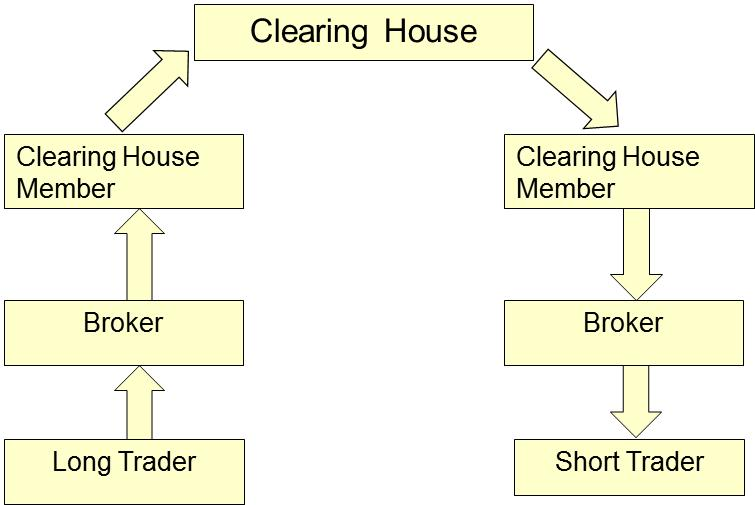 Clearing House
Clearing House
Member
Clearing House
Member
Broker
Broker
Long Trader
Short Trader